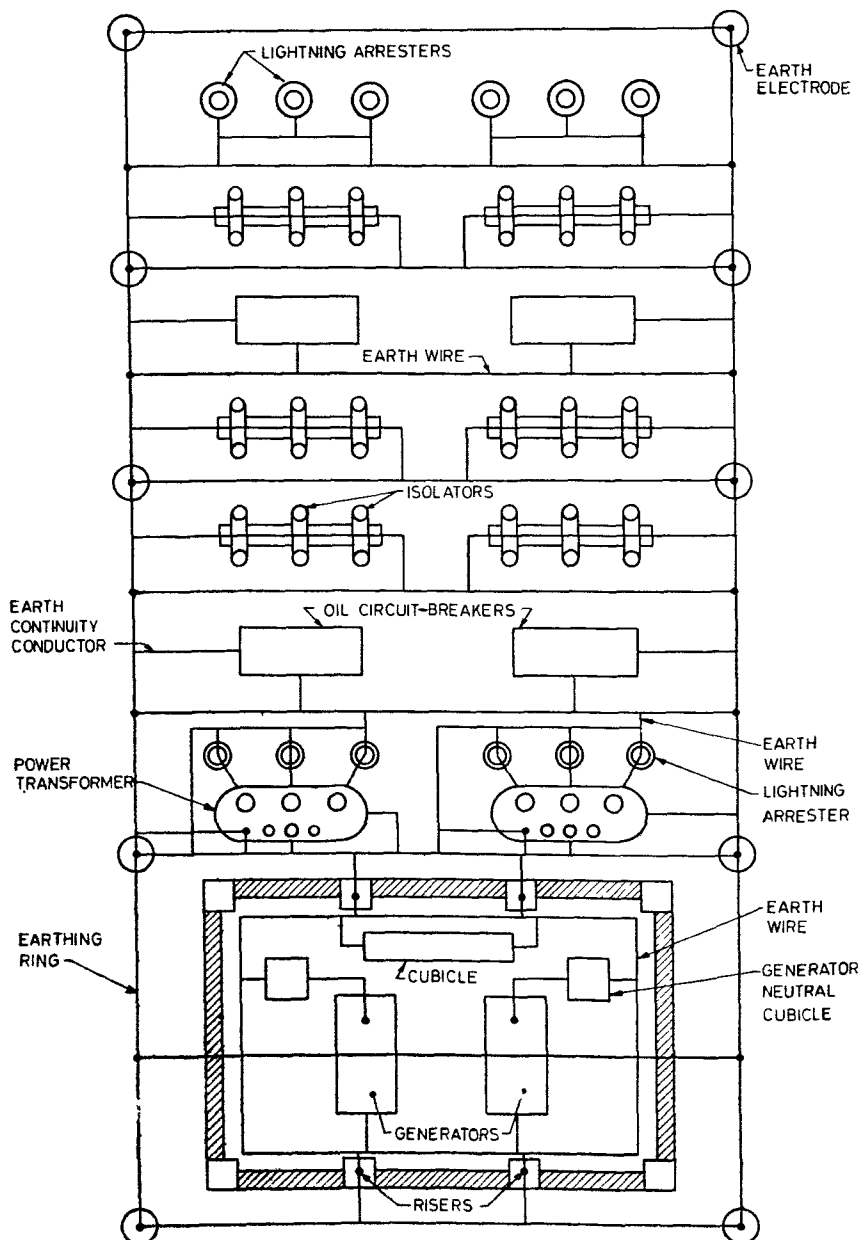 LIGHTNING ARRESTERS
EARTH
ELECTRODE
EARTH WIRE
ISOLATORS
EARTH
CONTINUITY
CONDUCTOR
OIL CIRCUIT-BREAKERS
POWER
TRANSFORMER
EARTH
WIRE
LIGHTNING
ARRESTER
EARTHING
RING
CUBICLE
EARTH
WIRE
GENERATOR
NEUTRAL
CUBICLE
GENERATORS
RISERS